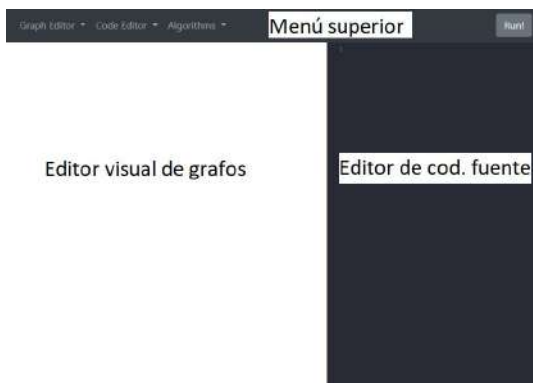 Graph Editor Code Editor Algorithms Menú superior Run!
1
Editor visual de grafos Editor de cod. fuente